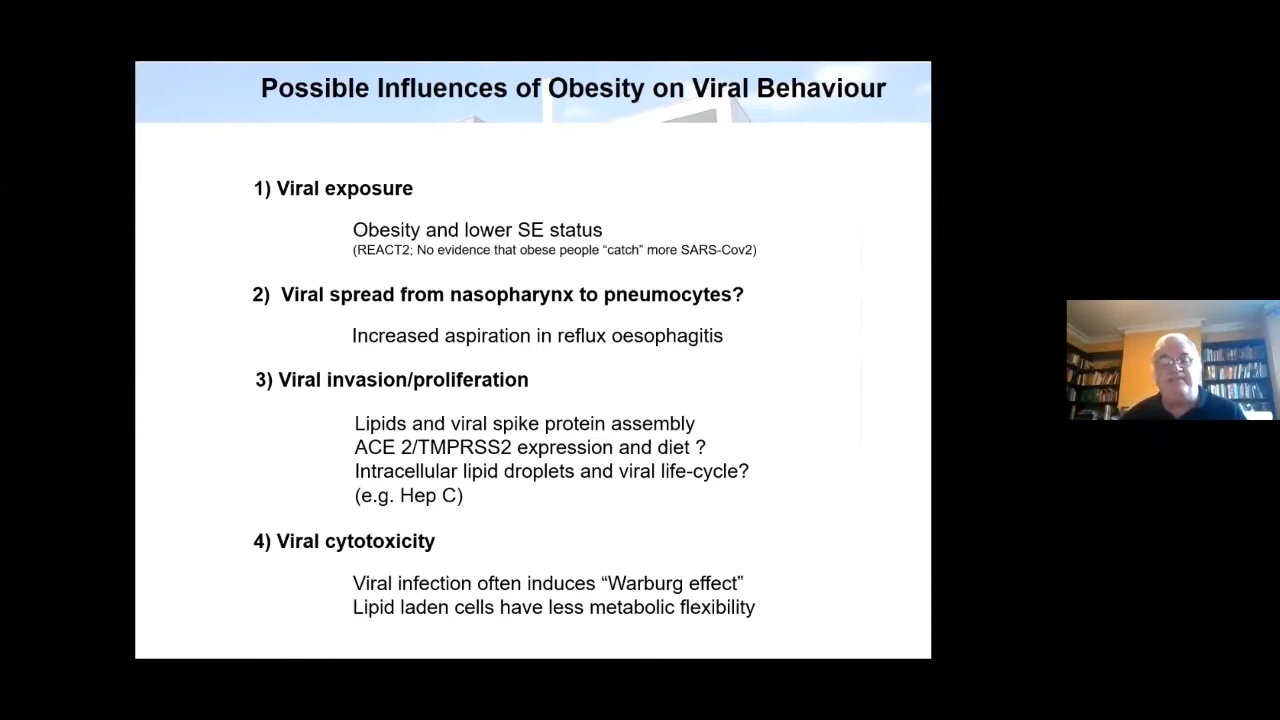 Possible Influences of Obesity on Viral Behaviour
1) Viral exposure
Obesity and lower SE status
(REACT2; No evidence that obese people “catch” more SARS-Cov2)
2) Viral spread from nasopharynx to pneumocytes?
Increased aspiration in reflux oesophagitis
3) Viral invasion/proliferation
Lipids and viral spike protein assembly
ACE 2/TMPRSS2 expression and diet ?
Intracellular lipid droplets and viral life-cycle?
(e.g. Hep C)
4) Viral cytotoxicity
Viral infection often induces “Warburg effect”
Lipid laden cells have less metabolic flexibility